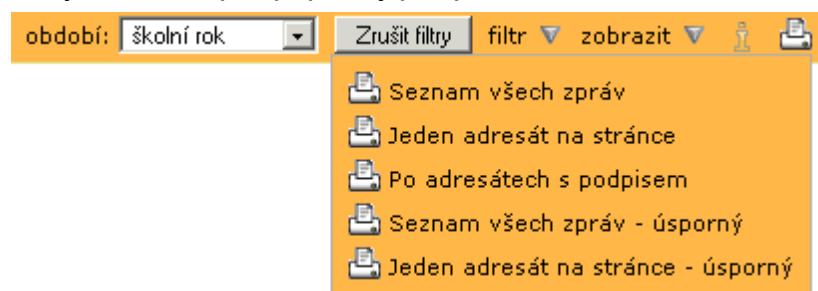 období: školní rok Zrušit filtry filtr zobrazit
Seznam všech zpráv
Jeden adresát na stránce
Po adresátech s podpisem
Seznam všech zpráv - úsporný
Jeden adresát na stránce - úsporný